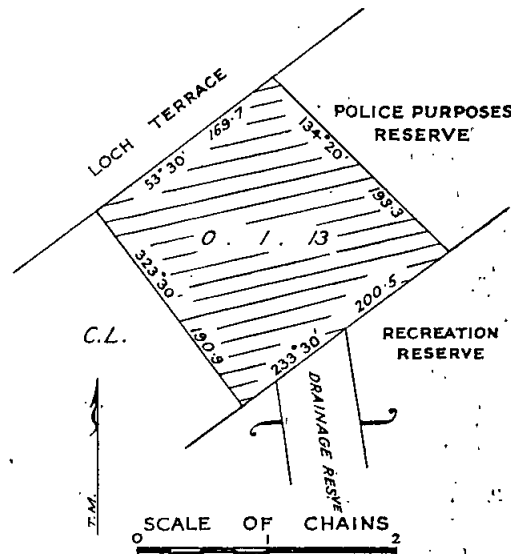 LOCH TERRACE
53°30'
169·7
POLICE PURPOSES
RESERVE
134°20'
193·3
0 . 1 . 13
323°30'
190·9
200·5
233°30'
C.L.
RECREATION
RESERVE
DRAINAGE RESVE
T.M.
SCALE OF CHAINS
0 1 2